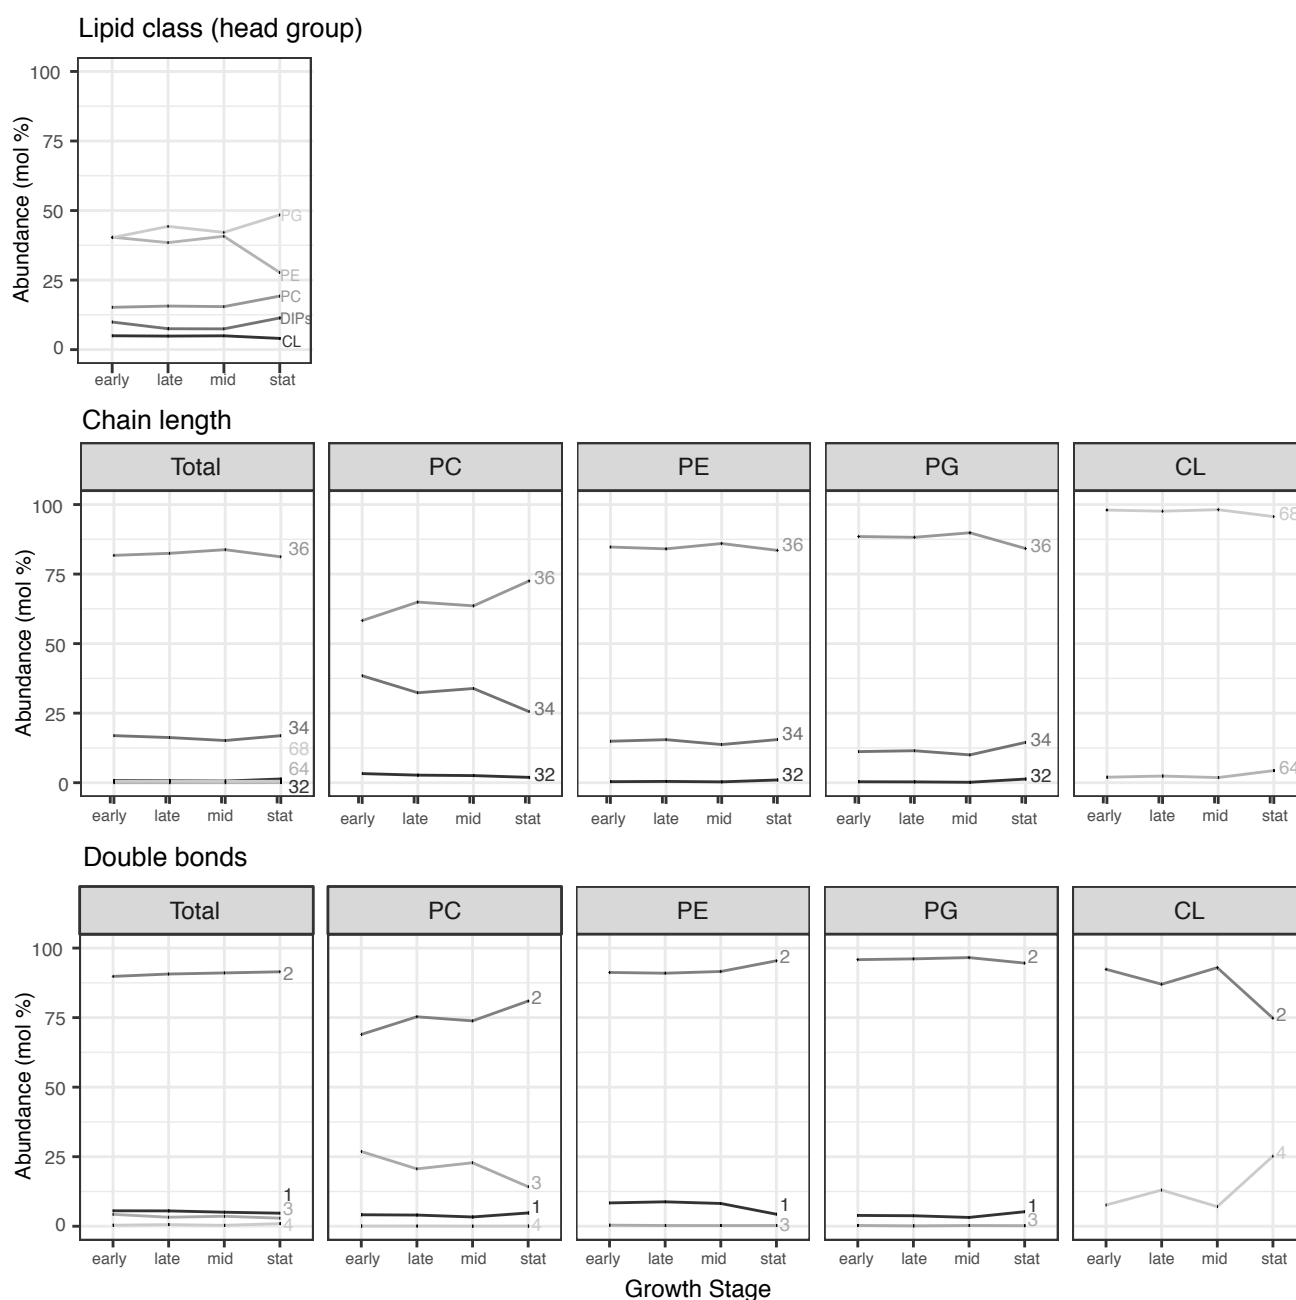 Lipid class (head group)
Abundance (mol %)
100
75
50
25
0
PG
PE
PC
DIPs
CL
early late mid stat
Chain length
Total PC PE PG CL
Abundance (mol %)
100
75
50
25
0
36
34
68
64
32
36
34
32
36
34
32
36
34
32
68
64
early late mid stat early late mid stat early late mid stat early late mid stat early late mid stat
Double bonds
Total PC PE PG CL
Abundance (mol %)
100
75
50
25
0
2
1
3
4
2
3
1
4
2
1
3
2
1
3
2
4
early late mid stat early late mid stat early late mid stat early late mid stat early late mid stat
Growth Stage